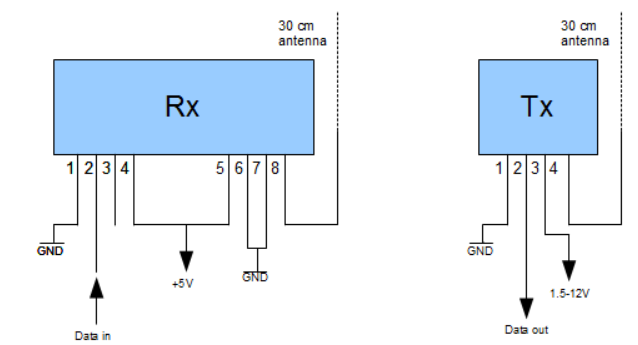 30 cm
antenna
30 cm
antenna
Rx
Tx
1 2 3 4 5 6 7 8
1 2 3 4
GND
+5V
GND
Data in
GND
1.5-12V
Data out